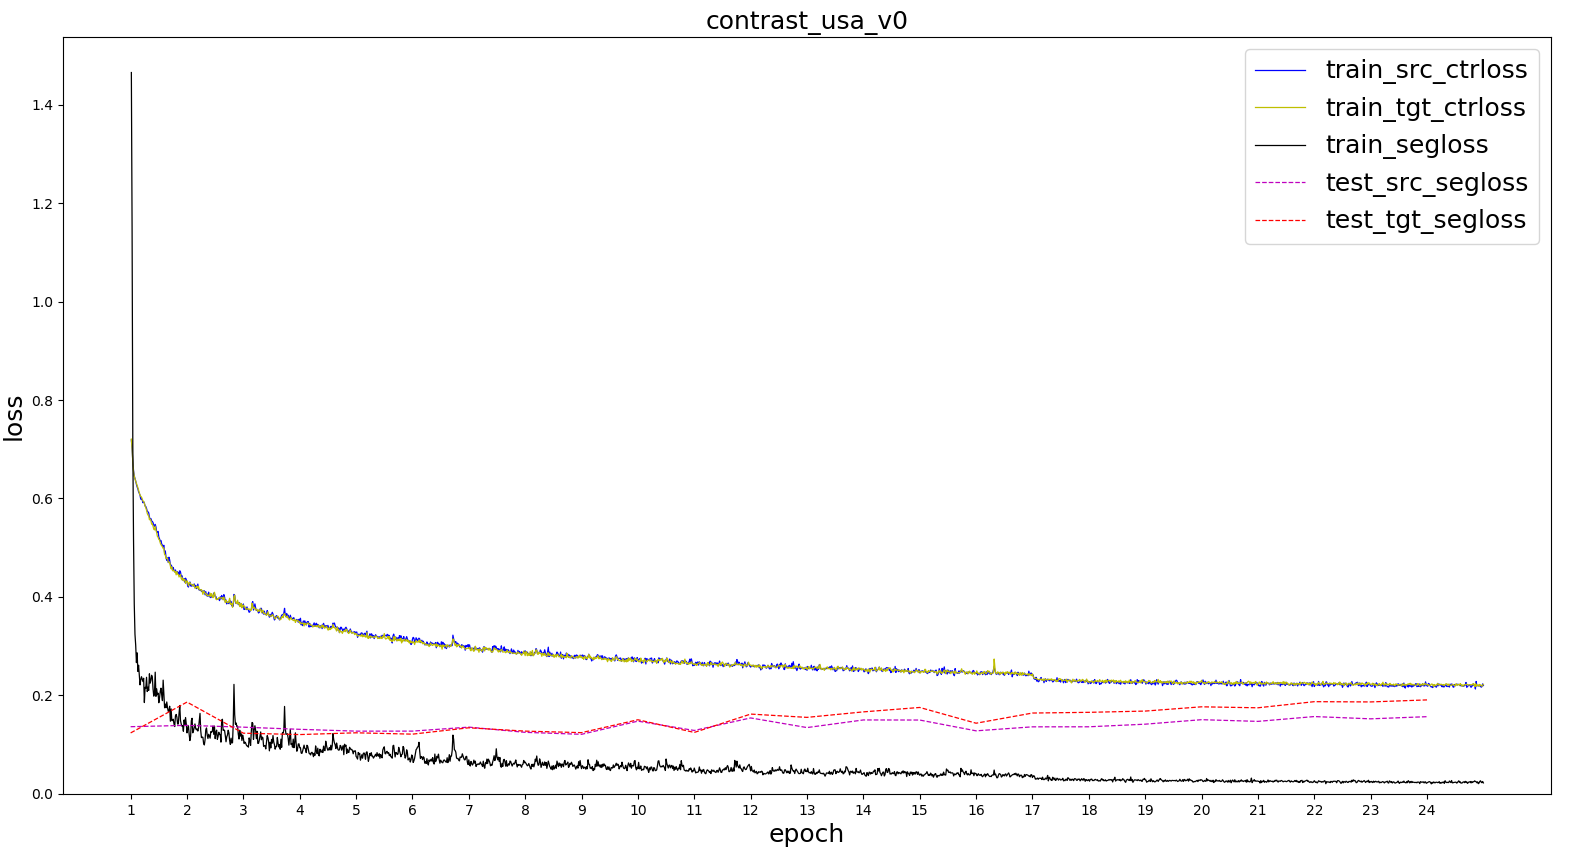 contrast_usa_v0
train_src_ctrloss
train_tgt_ctrloss
train_segloss
test_src_segloss
test_tgt_segloss
loss
1.4
1.2
1.0
0.8
0.6
0.4
0.2
0.0
1 2 3 4 5 6 7 8 9 10 11 12 13 14 15 16 17 18 19 20 21 22 23 24
epoch